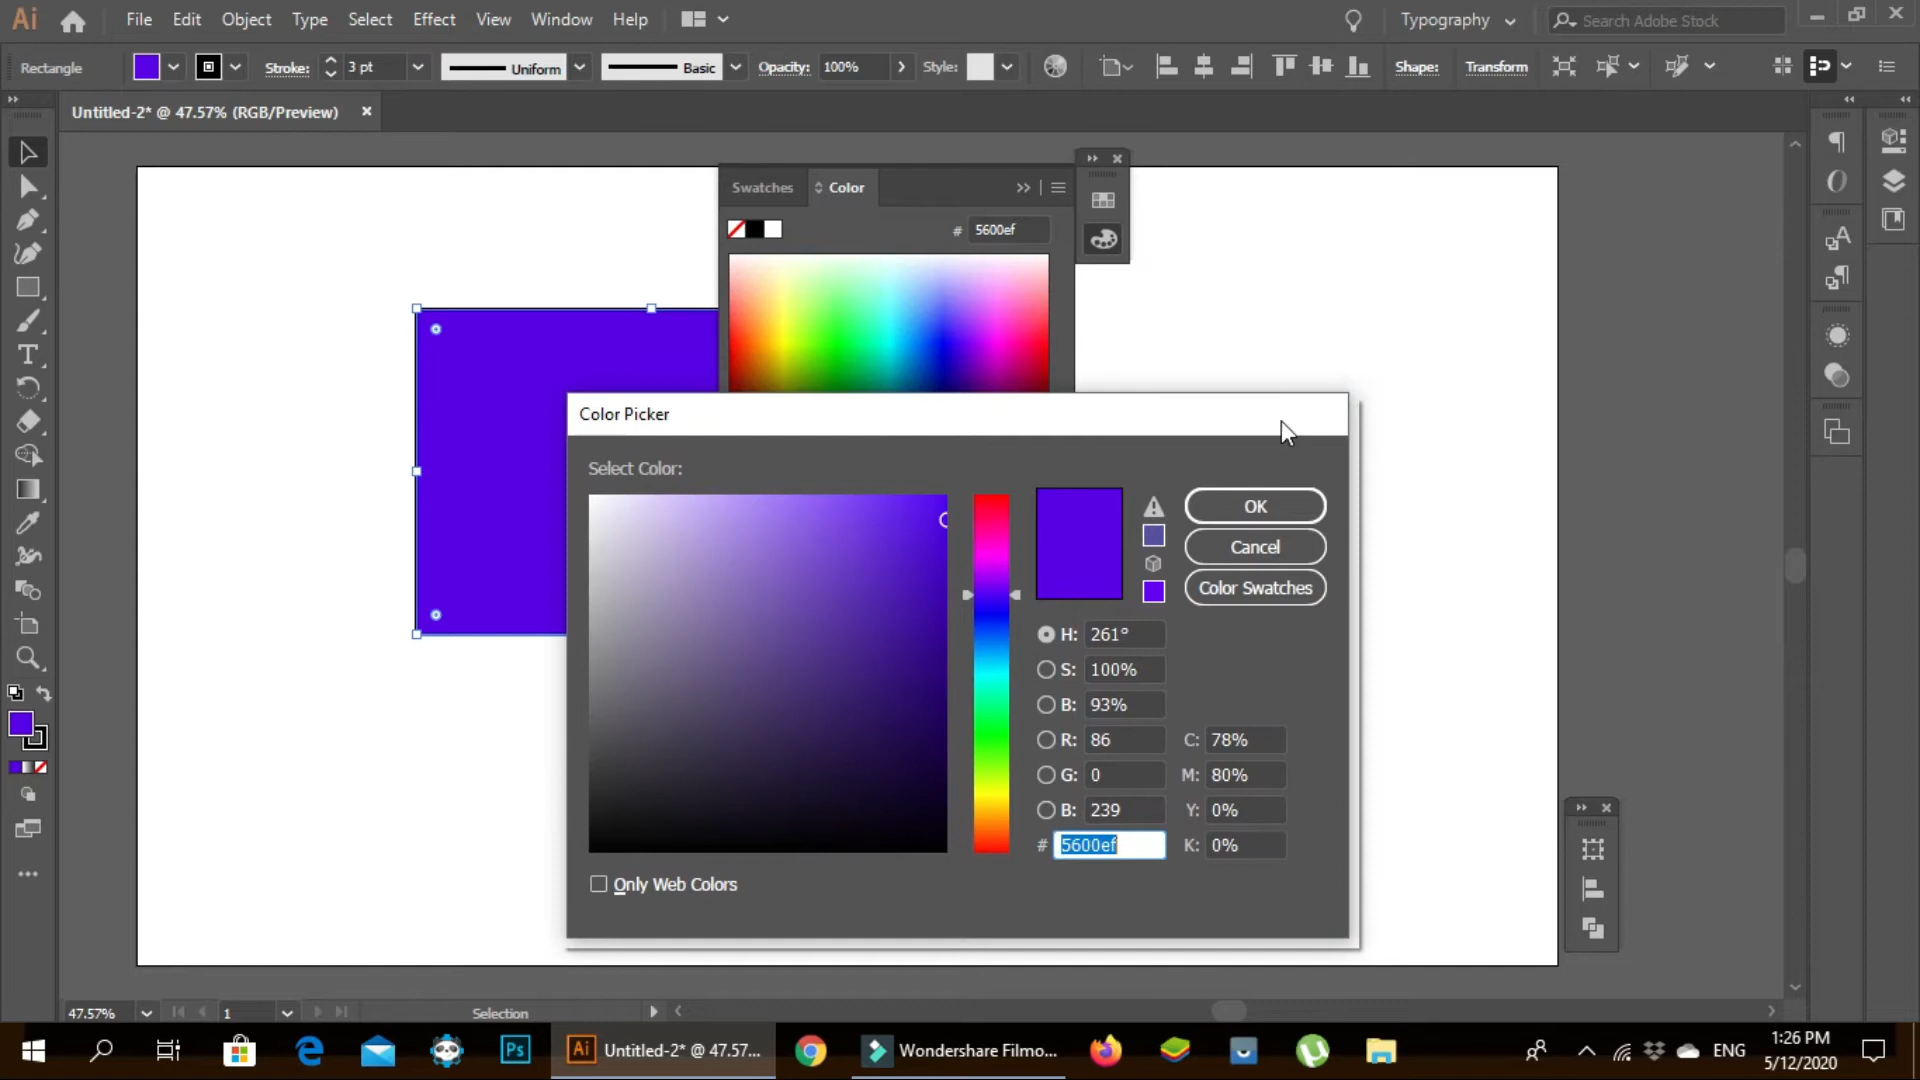 Ai File Edit Object Type Select Effect View Window Help Typography Search Adobe Stock
Rectangle Stroke: 3 pt Uniform Basic Opacity: 100% Style: Shape: Transform
Untitled-2* @ 47.57% (RGB/Preview)
Swatches Color
# 5600ef
Color Picker
Select Color:
OK
Cancel
Color Swatches
H: 261°
S: 100%
B: 93%
R: 86 C: 78%
G: 0 M: 80%
B: 239 Y: 0%
# 5600ef K: 0%
Only Web Colors
47.57% 1 Selection
Ps Ai Untitled-2* @ 47.57... Wondershare Filmo... ENG 1:26 PM
5/12/2020